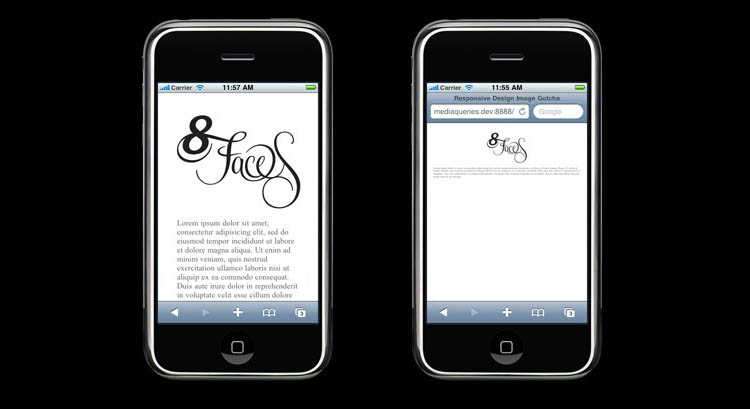 Carrier 11:57 AM
8 Faces
Lorem ipsum dolor sit amet,
consectetur adipisicing elit, sed do
eiusmod tempor incididunt ut labore
et dolore magna aliqua. Ut enim ad
minim veniam, quis nostrud
exercitation ullamco laboris nisi ut
aliquip ex ea commodo consequat.
Duis aute irure dolor in reprehenderit
in voluptate velit esse cillum dolore
3
Carrier 11:55 AM
Responsive Design Image Gotcha
mediaqueries.dev:8888/ Google
8 Faces
3